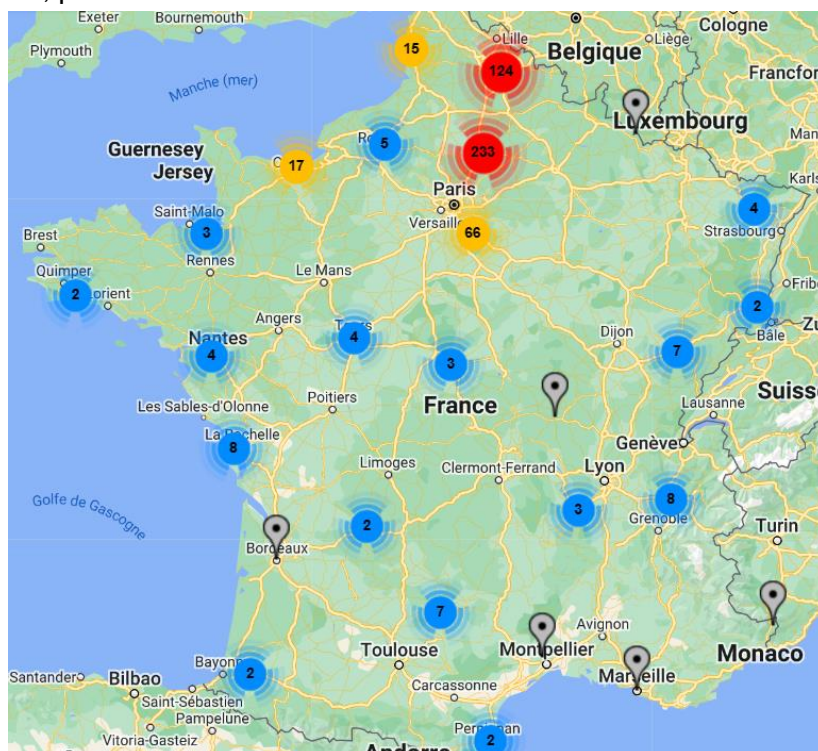 Exeter
Bournemouth
Plymouth
15
Lille
Belgique
Liège
Cologne
124
Manche (mer)
Francfor
Luxembourg
Guernesey
Jersey
17
5
233
Paris
Versaille
66
4
Strasbourg
Brest
Saint-Malo
3
Rennes
Le Mans
Quimper
2
orient
Angers
4
Nantes
4
3
Dijon
7
2
Bâle
Zu
Suisse
Lausanne
Les Sables-d'Olonne
Poitiers
France
Genève
La Rochelle
8
Limoges
Clermont-Ferrand
Lyon
8
3
Grenoble
Golfe de Gascogne
2
Bordeaux
Turin
7
Avignon
Toulouse
Montpellier
Monaco
Marseille
Santander
Bilbao
Bayonne
2
Saint-Sébastien
Pampelune
Carcassonne
Vitoria-Gasteiz
2